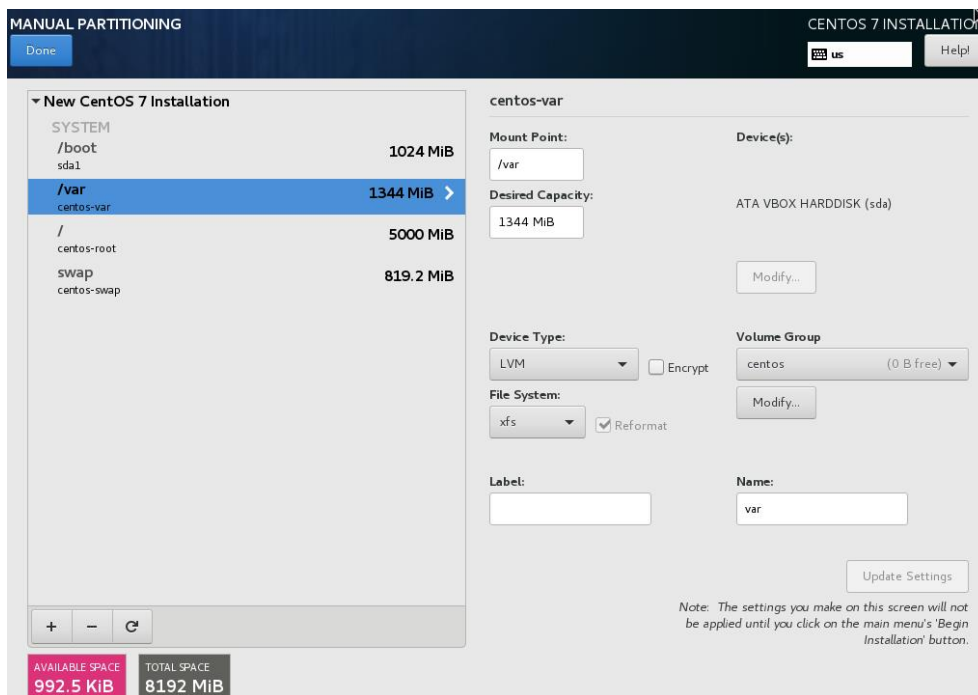 MANUAL PARTITIONING
CENTOS 7 INSTALLATION
Done
us
Help!
New CentOS 7 Installation
SYSTEM
/boot
1024 MiB
sda1
/var
1344 MiB
centos-var
/
5000 MiB
centos-root
swap
819.2 MiB
centos-swap
centos-var
Mount Point:
Device(s):
/var
Desired Capacity:
ATA VBOX HARDDISK (sda)
1344 MiB
Modify...
Device Type:
Volume Group
LVM
Encrypt
centos (0 B free)
File System:
Modify...
xfs
Reformat
Label:
Name:
var
Update Settings
Note: The settings you make on this screen will not
be applied until you click on the main menu's 'Begin
Installation' button.
+ −
AVAILABLE SPACE
992.5 KiB
TOTAL SPACE
8192 MiB